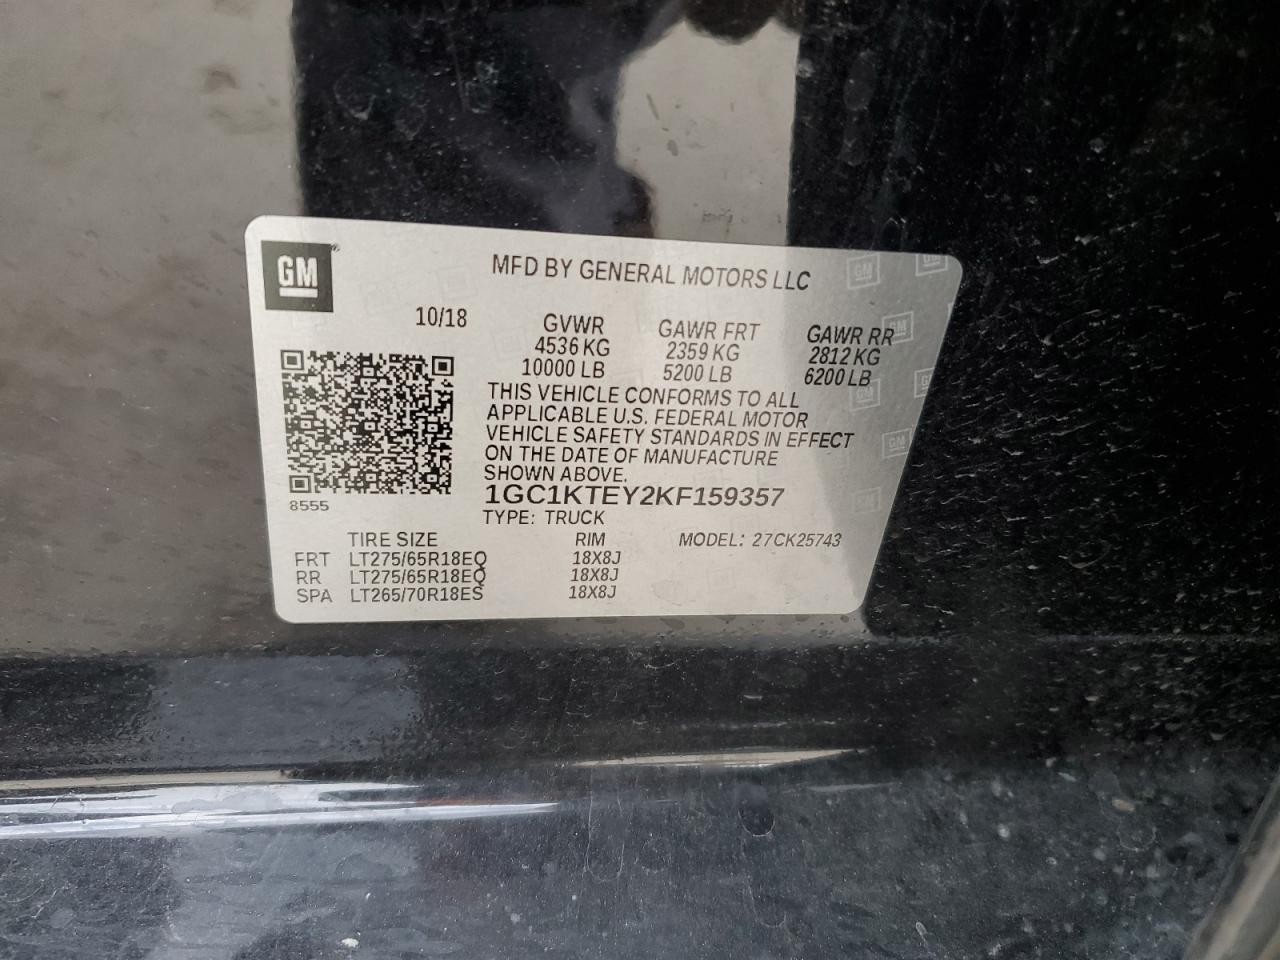 GM
MFD BY GENERAL MOTORS LLC
10/18
GVWR GAWR FRT GAWR RR
4536 KG 2359 KG 2812 KG
10000 LB 5200 LB 6200 LB
THIS VEHICLE CONFORMS TO ALL
APPLICABLE U.S. FEDERAL MOTOR
VEHICLE SAFETY STANDARDS IN EFFECT
ON THE DATE OF MANUFACTURE
SHOWN ABOVE.
8555
1GC1KTEY2KF159357
TYPE: TRUCK
TIRE SIZE RIM MODEL: 27CK25743
FRT LT275/65R18EQ 18X8J
RR LT275/65R18EQ 18X8J
SPA LT265/70R18ES 18X8J